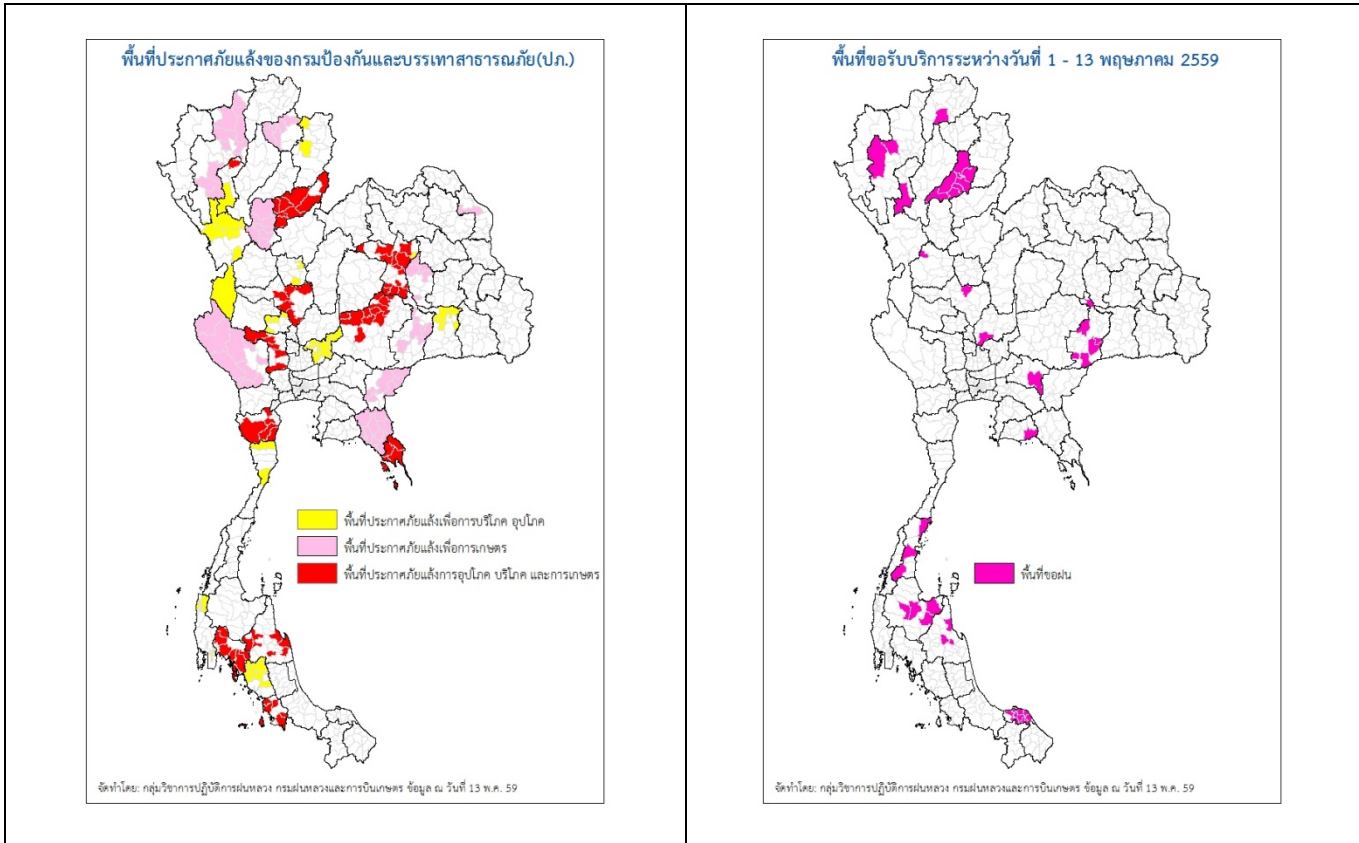 พื้นที่ประกาศภัยแล้งของกรมป้องกันและบรรเทาสาธารณภัย(ปภ.)
พื้นที่ประกาศภัยแล้งเพื่อการบริโภค อุปโภค
พื้นที่ประกาศภัยแล้งเพื่อการเกษตร
พื้นที่ประกาศภัยแล้งการอุปโภค บริโภค และการเกษตร
จัดทำโดย: กลุ่มวิชาการปฏิบัติการฝนหลวง กรมฝนหลวงและการบินเกษตร ข้อมูล ณ วันที่ 13 พ.ค. 59
พื้นที่ขอรับบริการระหว่างวันที่ 1 - 13 พฤษภาคม 2559
พื้นที่ขอฝน
จัดทำโดย: กลุ่มวิชาการปฏิบัติการฝนหลวง กรมฝนหลวงและการบินเกษตร ข้อมูล ณ วันที่ 13 พ.ค. 59